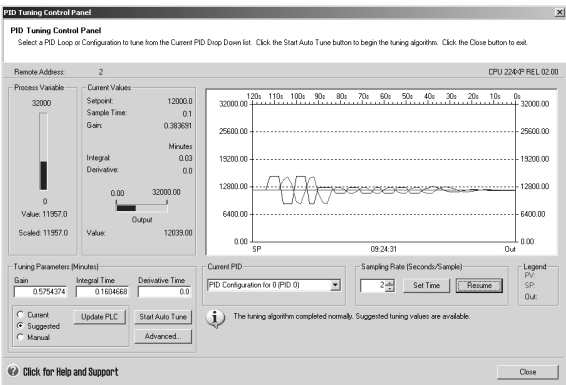 PID Tuning Control Panel
PID Tuning Control Panel
Select a PID Loop or Configuration to tune from the Current PID Drop Down list. Click the Start Auto Tune button to begin the tuning algorithm. Click the Close button to exit.
Remote Address: 2 CPU 224XP REL 02.00
Process Variable
32000
0
Value: 11957.0
Scaled: 11957.0
Current Values
Setpoint: 12000.0
Sample Time: 0.1
Gain: 0.383691
Minutes
Integral: 0.03
Derivative: 0.0
0.00 32000.00
Output
Value: 12039.00
120s 110s 100s 90s 80s 70s 60s 50s 40s 30s 20s 10s 0s
32000.00 32000.00
25600.00 25600.00
19200.00 19200.00
12800.00 12800.00
6400.00 6400.00
0.00 0.00
SP 09:24:31 Out
Tuning Parameters (Minutes)
Gain Integral Time Derivative Time
0.5754374 0.1604668 0.0
Current
Suggested
Manual
Update PLC
Start Auto Tune
Advanced...
Current PID
PID Configuration for 0 (PID 0)
Sampling Rate (Seconds/Sample)
2 Set Time Resume
Legend
PV:
SP:
Out:
The tuning algorithm completed normally. Suggested tuning values are available.
Click for Help and Support
Close